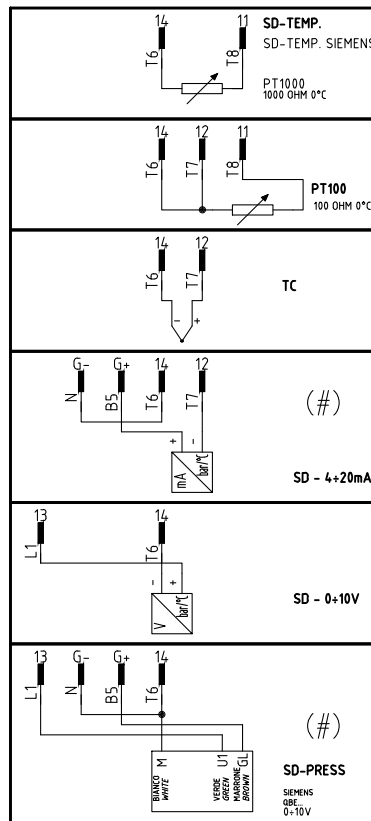 14 11 SD-TEMP.
SD-TEMP. SIEMENS
T6 T8
PT1000
1000 OHM 0°C
14 12 11
T6 T7 T8
PT100
100 OHM 0°C
14 12
T6 T7
TC
- +
G- G+ 14 12
N B5 T6 T7
(#)
+ -
mA bar/°C
SD - 4÷20mA
13 14
L1 T6
- +
V bar/°C
SD - 0÷10V
13 G- G+ 14
L1 N B5 T6
(#)
M U1 GL
BIANCO WHITE
VERDE GREEN
MARRONE BROWN
SD-PRESS
SIEMENS
QBE...
0÷10V